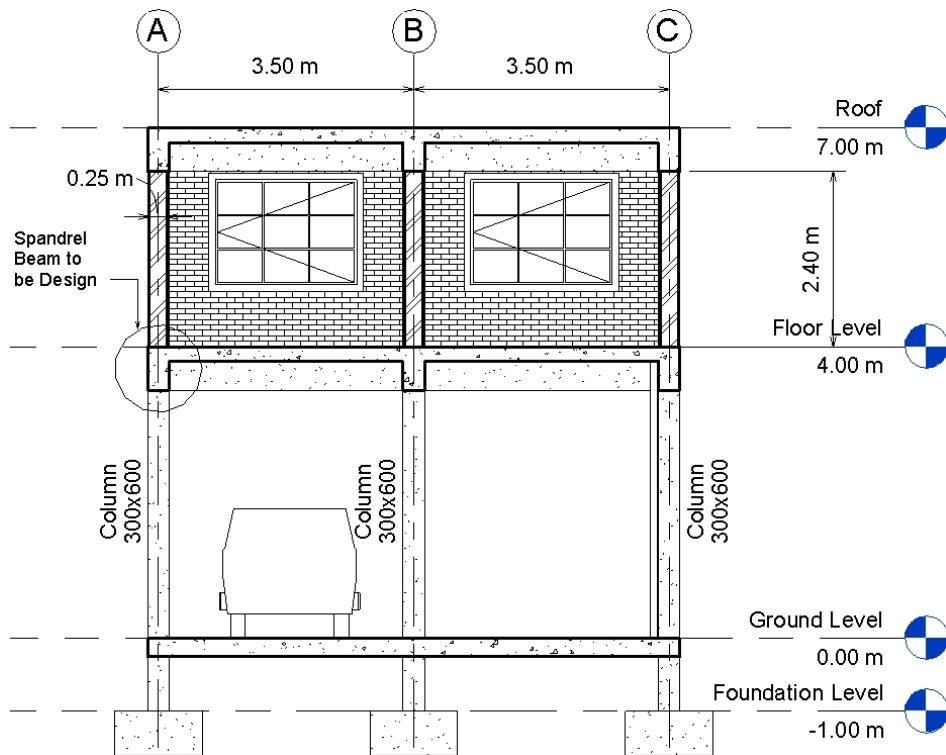 A
B
C
3.50 m
3.50 m
Roof
7.00 m
0.25 m
Spandrel
Beam to
be Design
2.40 m
Floor Level
4.00 m
Column
300x600
Column
300x600
Column
300x600
Ground Level
0.00 m
Foundation Level
-1.00 m